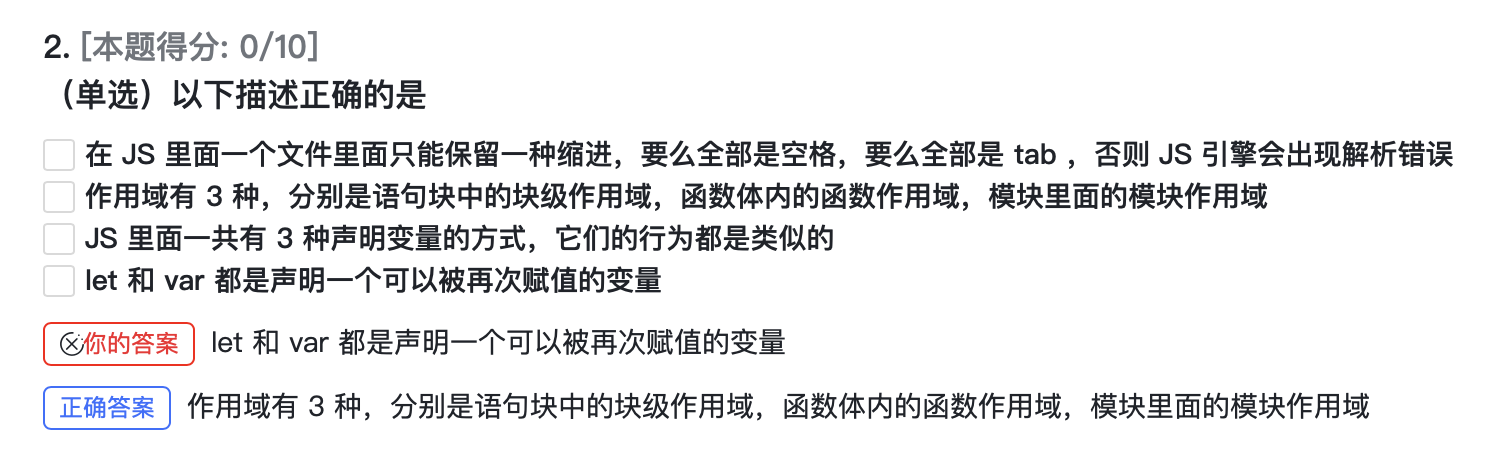 2. [本题得分: 0/10]
（单选）以下描述正确的是
在 JS 里面一个文件里面只能保留一种缩进，要么全部是空格，要么全部是 tab ，否则 JS 引擎会出现解析错误
作用域有 3 种，分别是语句块中的块级作用域，函数体内的函数作用域，模块里面的模块作用域
JS 里面一共有 3 种声明变量的方式，它们的行为都是类似的
let 和 var 都是声明一个可以被再次赋值的变量
你的答案 let 和 var 都是声明一个可以被再次赋值的变量
正确答案 作用域有 3 种，分别是语句块中的块级作用域，函数体内的函数作用域，模块里面的模块作用域